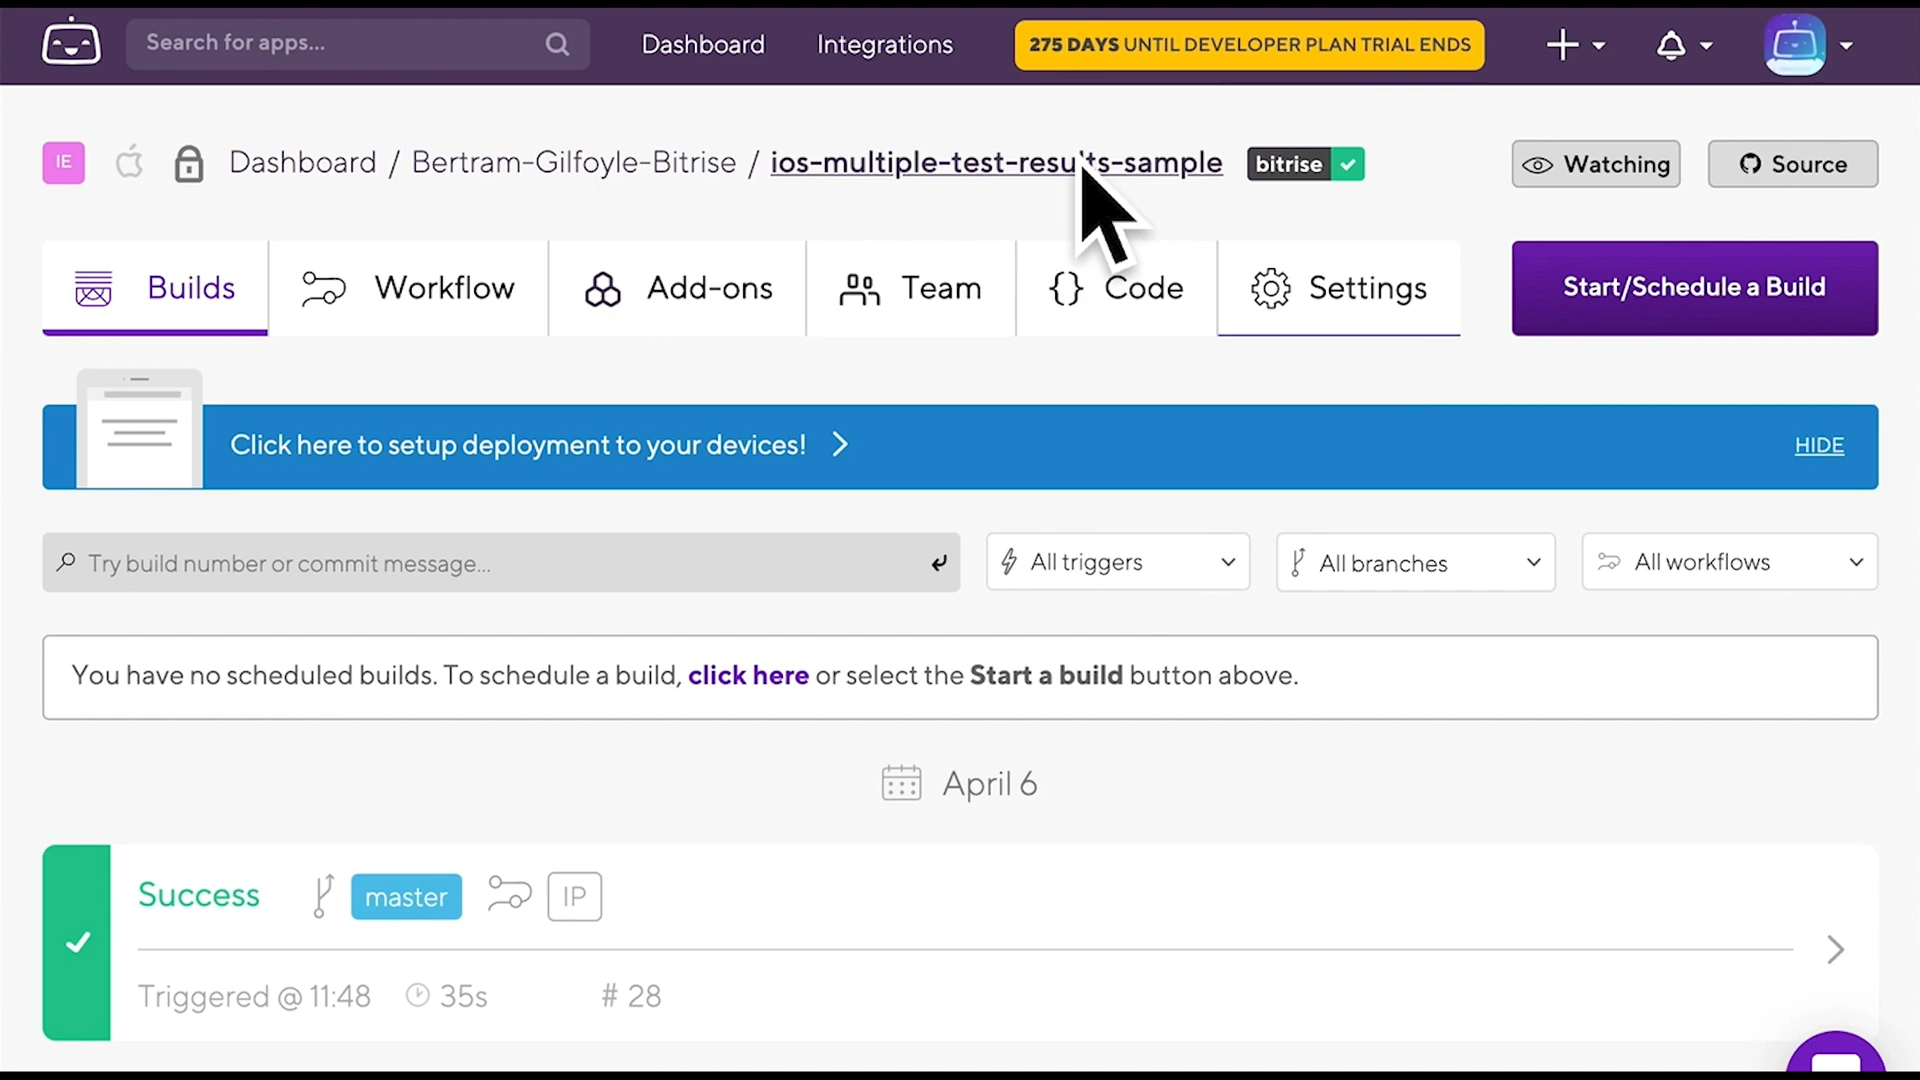 Search for apps...
Dashboard
Integrations
275 DAYS UNTIL DEVELOPER PLAN TRIAL ENDS
IE
Dashboard / Bertram-Gilfoyle-Bitrise / ios-multiple-test-results-sample
bitrise
Watching
Source
Builds
Workflow
Add-ons
Team
Code
Settings
Start/Schedule a Build
Click here to setup deployment to your devices!
HIDE
Try build number or commit message...
All triggers
All branches
All workflows
You have no scheduled builds. To schedule a build, click here or select the Start a build button above.
April 6
Success
master
IP
Triggered @ 11:48
35s
# 28